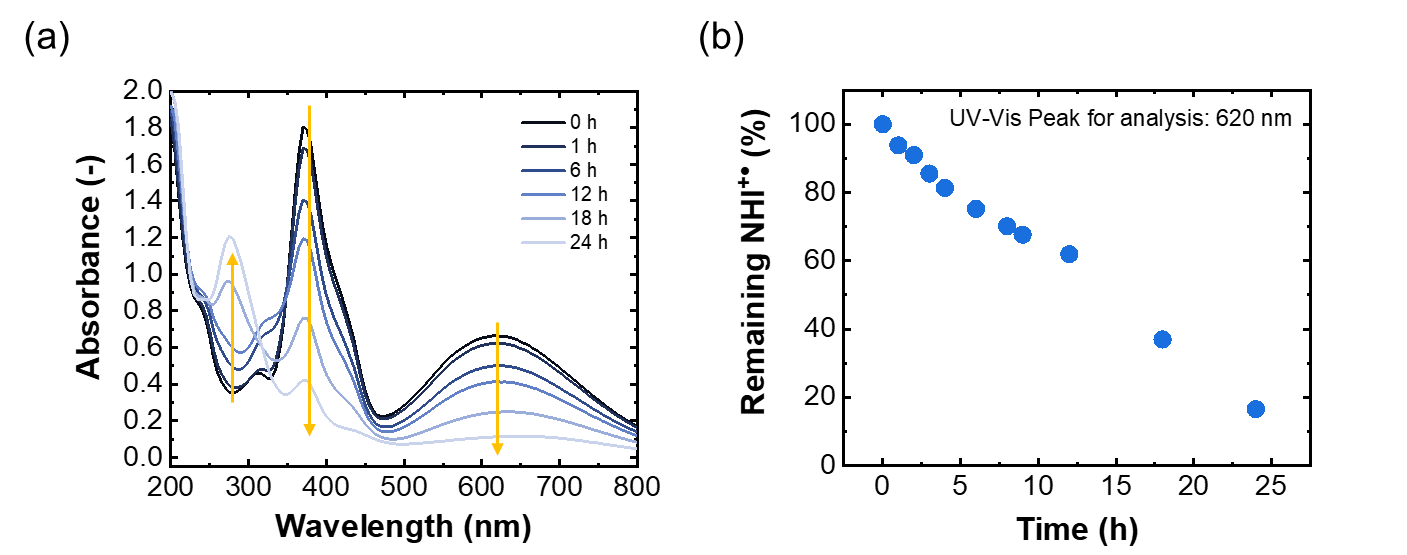 (a)
(b)
2.0
1.8
1.6
1.4
1.2
1.0
0.8
0.6
0.4
0.2
0.0
Absorbance (-)
0 h
1 h
6 h
12 h
18 h
24 h
200 300 400 500 600 700 800
Wavelength (nm)
UV-Vis Peak for analysis: 620 nm
100
80
60
40
20
0
Remaining NHI⁺• (%)
0 5 10 15 20 25
Time (h)